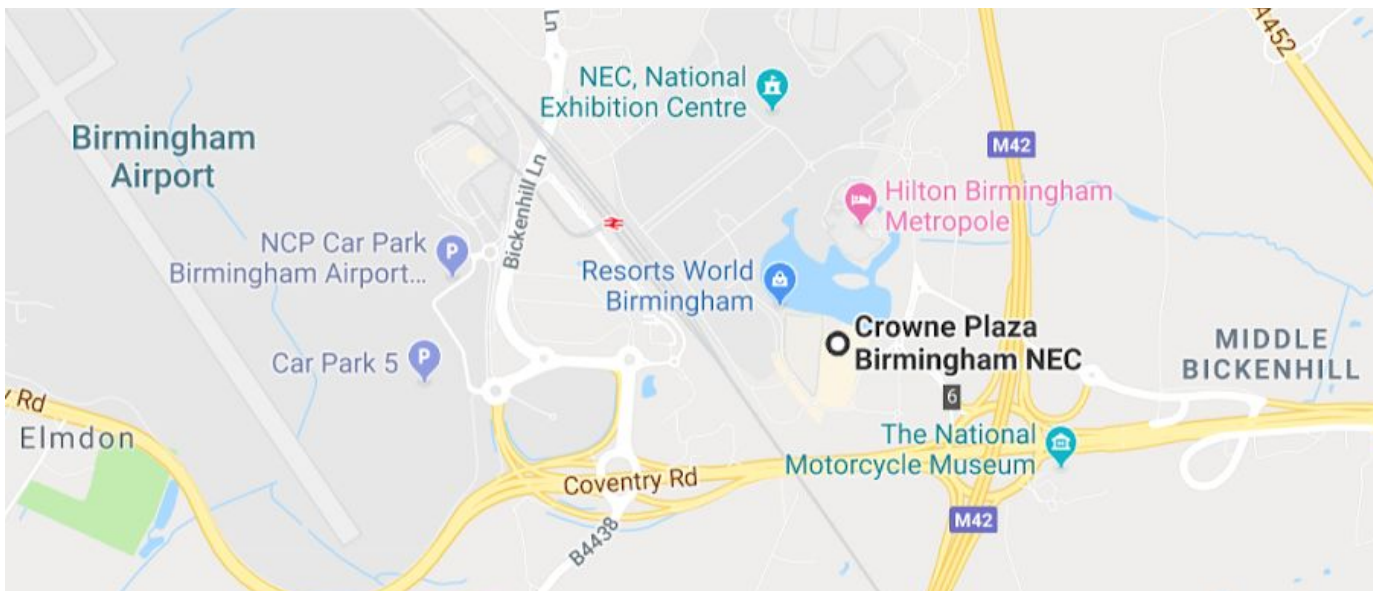 Ln
A452
NEC, National
Exhibition Centre
Birmingham
Airport
M42
Bickenhill Ln
Hilton Birmingham
Metropole
NCP Car Park
Birmingham Airport...
P
Resorts World
Birmingham
Crowne Plaza
Birmingham NEC
MIDDLE
BICKENHILL
Car Park 5
P
6
y Rd
Elmdon
The National
Motorcycle Museum
Coventry Rd
M42
B4438